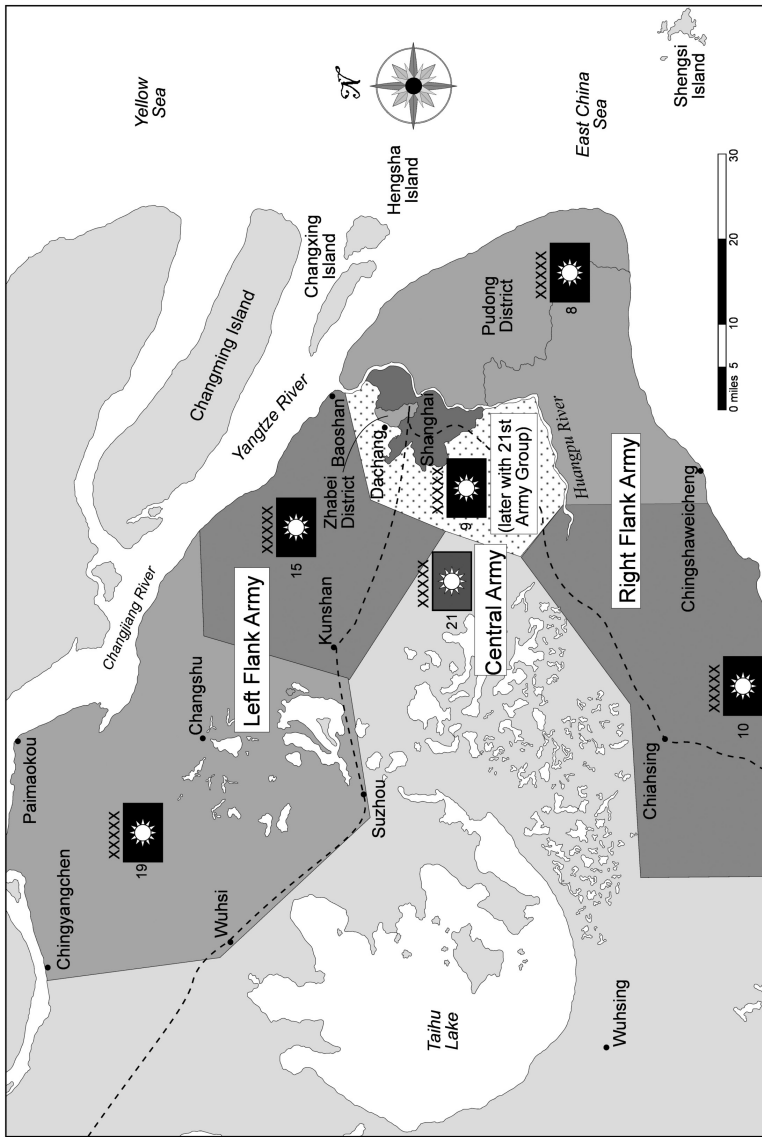 Yellow
Sea
N
Changming Island
Changxing
Island
Hengsha
Island
East China
Sea
Shengsi
Island
Yangtze River
Changjiang River
Paimaokou
Chingyangchen
XXXXX
19
Changshu
Wuhsi
Left Flank Army
XXXXX
15
Kunshan
Suzhou
Baoshan
Zhabei
District
Dachang
Shanghai
Pudong
District
XXXXX
8
XXXXX
9
(later with 21st
Army Group)
Huangpu River
XXXXX
21
Central Army
Right Flank Army
Chingshaweicheng
XXXXX
10
Chiahsing
Taihu
Lake
Wuhsing
0 miles 5 10 20 30